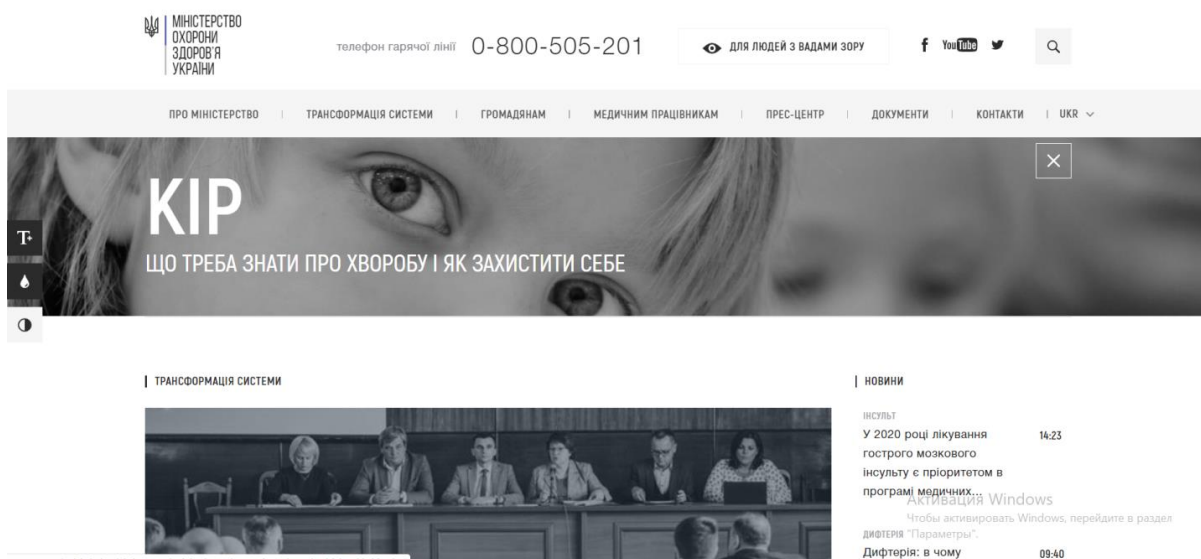 МІНІСТЕРСТВО
ОХОРОНИ
ЗДОРОВ'Я
УКРАЇНИ
телефон гарячої лінії 0-800-505-201
ДЛЯ ЛЮДЕЙ З ВАДАМИ ЗОРУ
f YouTube
ПРО МІНІСТЕРСТВО | ТРАНСФОРМАЦІЯ СИСТЕМИ | ГРОМАДЯНАМ | МЕДИЧНИМ ПРАЦІВНИКАМ | ПРЕС-ЦЕНТР | ДОКУМЕНТИ | КОНТАКТИ | UKR
КІР
T+
ЩО ТРЕБА ЗНАТИ ПРО ХВОРОБУ І ЯК ЗАХИСТИТИ СЕБЕ
ТРАНСФОРМАЦІЯ СИСТЕМИ
НОВИНИ
ІНСУЛЬТ
У 2020 році лікування 14:23
гострого мозкового
інсульту є пріоритетом в
програмі медичних...
Активация Windows
Чтобы активировать Windows, перейдите в раздел
"Параметры".
ДИФТЕРІЯ
Дифтерія: в чому 09:40